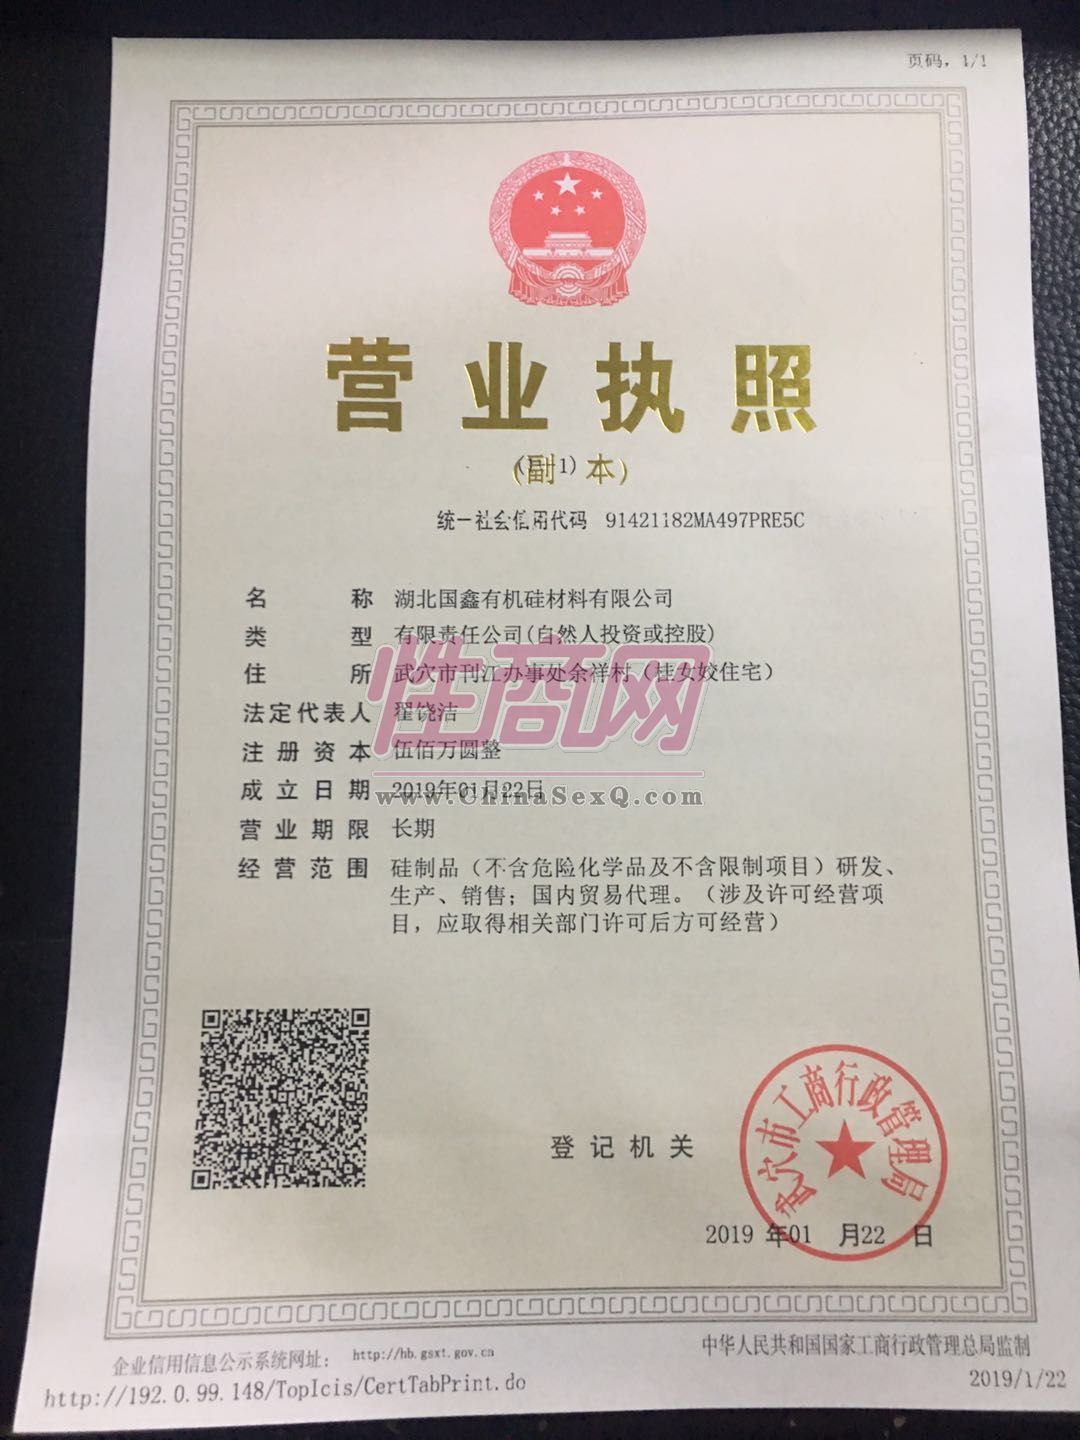 页码，1/1
营业执照
(副本)
(1-1)
统一社会信用代码 91421182MA497PRE5C
名称 湖北国鑫有机硅材料有限公司
类型 有限责任公司(自然人投资或控股)
住所 武穴市刊江办事处余祥村（桂女姣住宅）
法定代表人 翟饶洁
注册资本 伍佰万圆整
成立日期 2019年01月22日
营业期限 长期
经营范围 硅制品（不含危险化学品及不含限制项目）研发、
生产、销售；国内贸易代理。（涉及许可经营项
目，应取得相关部门许可后方可经营）
性商网
www.ChinaSexQ.com
登记机关
武穴市工商行政管理局
2019 年01 月22 日
企业信用信息公示系统网址： http://hb.gsxt.gov.cn
中华人民共和国国家工商行政管理总局监制
http://192.0.99.148/TopIcis/CertTabPrint.do
2019/1/22